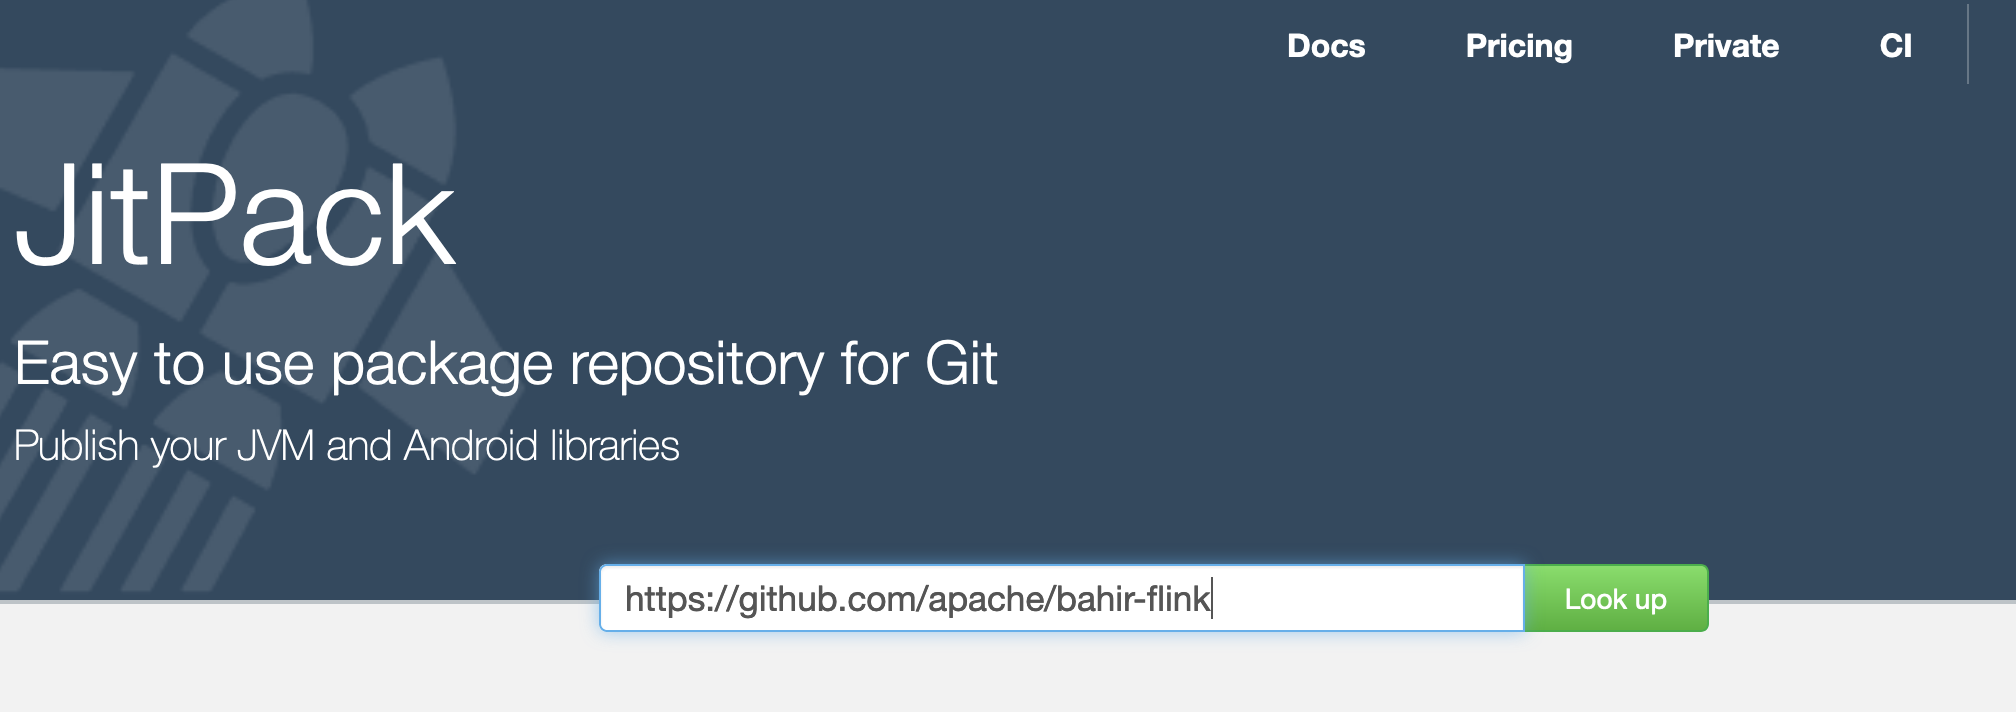 Docs Pricing Private CI
JitPack
Easy to use package repository for Git
Publish your JVM and Android libraries
https://github.com/apache/bahir-flink Look up